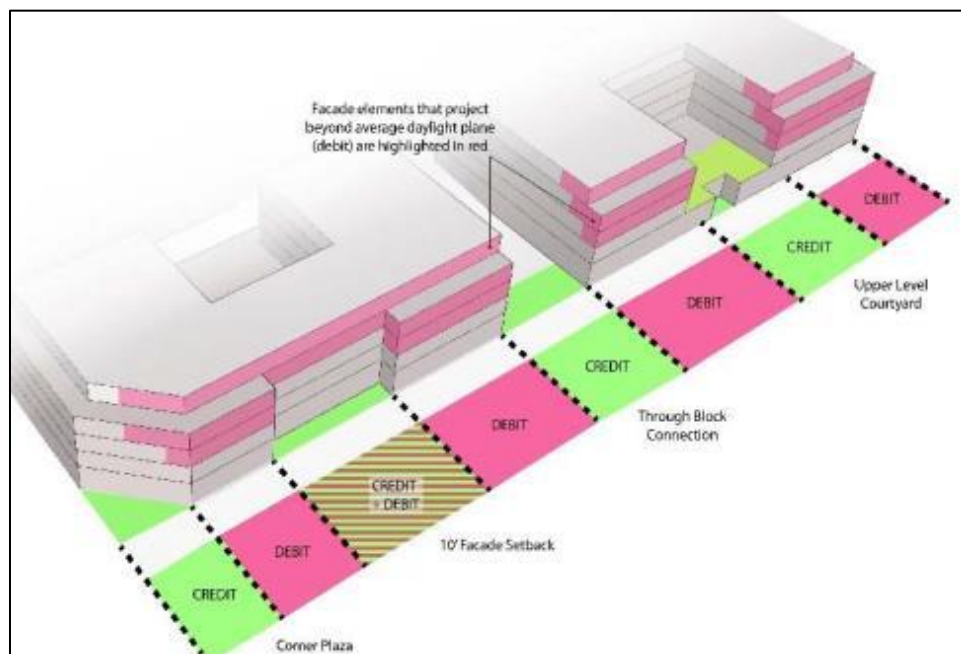 Facade elements that project
beyond average daylight plane
(debit) are highlighted in red
DEBIT
CREDIT
Upper Level
Courtyard
DEBIT
CREDIT
Through Block
Connection
DEBIT
CREDIT
+ DEBIT
10' Facade Setback
DEBIT
CREDIT
Corner Plaza